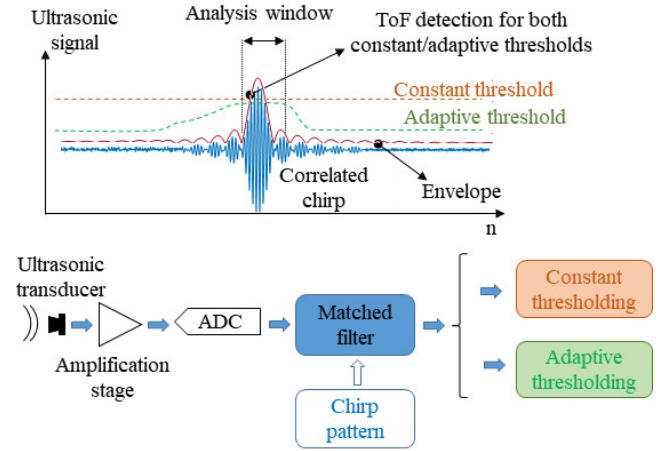 Analysis window
Ultrasonic
signal
ToF detection for both
constant/adaptive thresholds
Constant threshold
Adaptive threshold
Correlated
chirp
Envelope
n
Ultrasonic
transducer
Amplification
stage
ADC
Matched
filter
Chirp
pattern
Constant
thresholding
Adaptive
thresholding